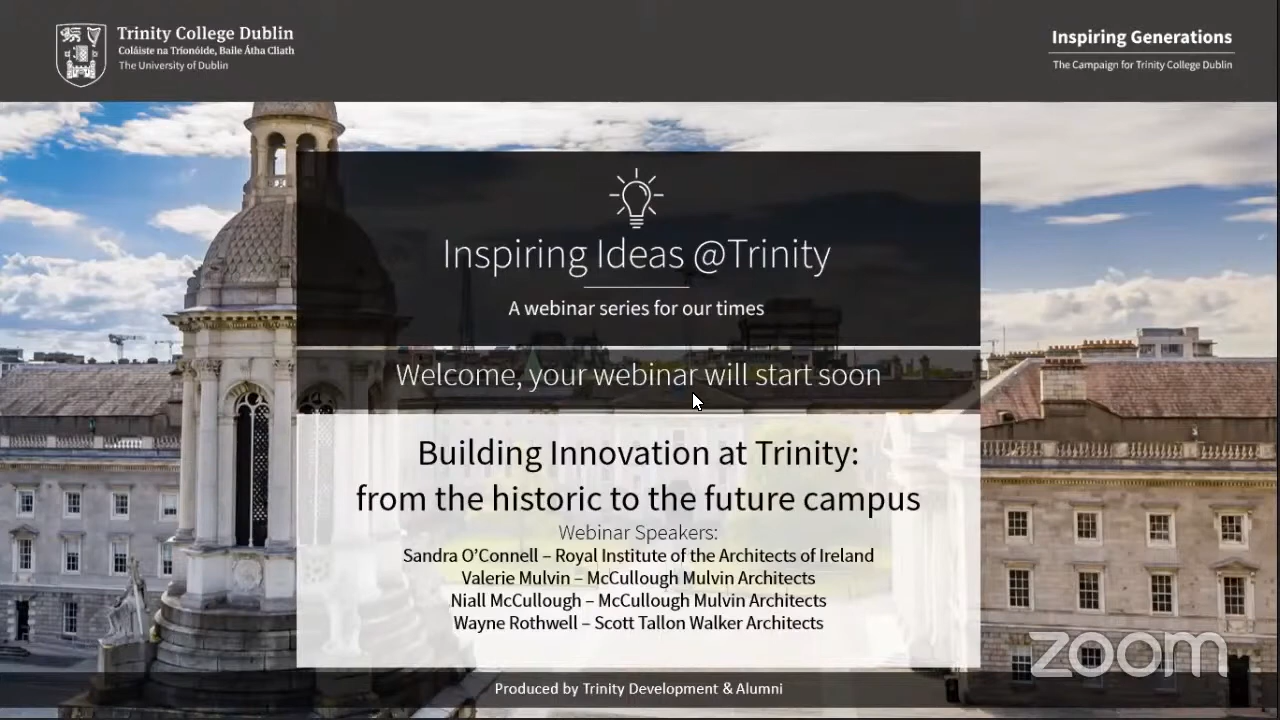 Trinity College Dublin
Coláiste na Tríonóide, Baile Átha Cliath
The University of Dublin
Inspiring Generations
The Campaign for Trinity College Dublin
Inspiring Ideas @Trinity
A webinar series for our times
Welcome, your webinar will start soon
Building Innovation at Trinity:
from the historic to the future campus
Webinar Speakers:
Sandra O'Connell – Royal Institute of the Architects of Ireland
Valerie Mulvin – McCullough Mulvin Architects
Niall McCullough – McCullough Mulvin Architects
Wayne Rothwell – Scott Tallon Walker Architects
zoom
Produced by Trinity Development & Alumni